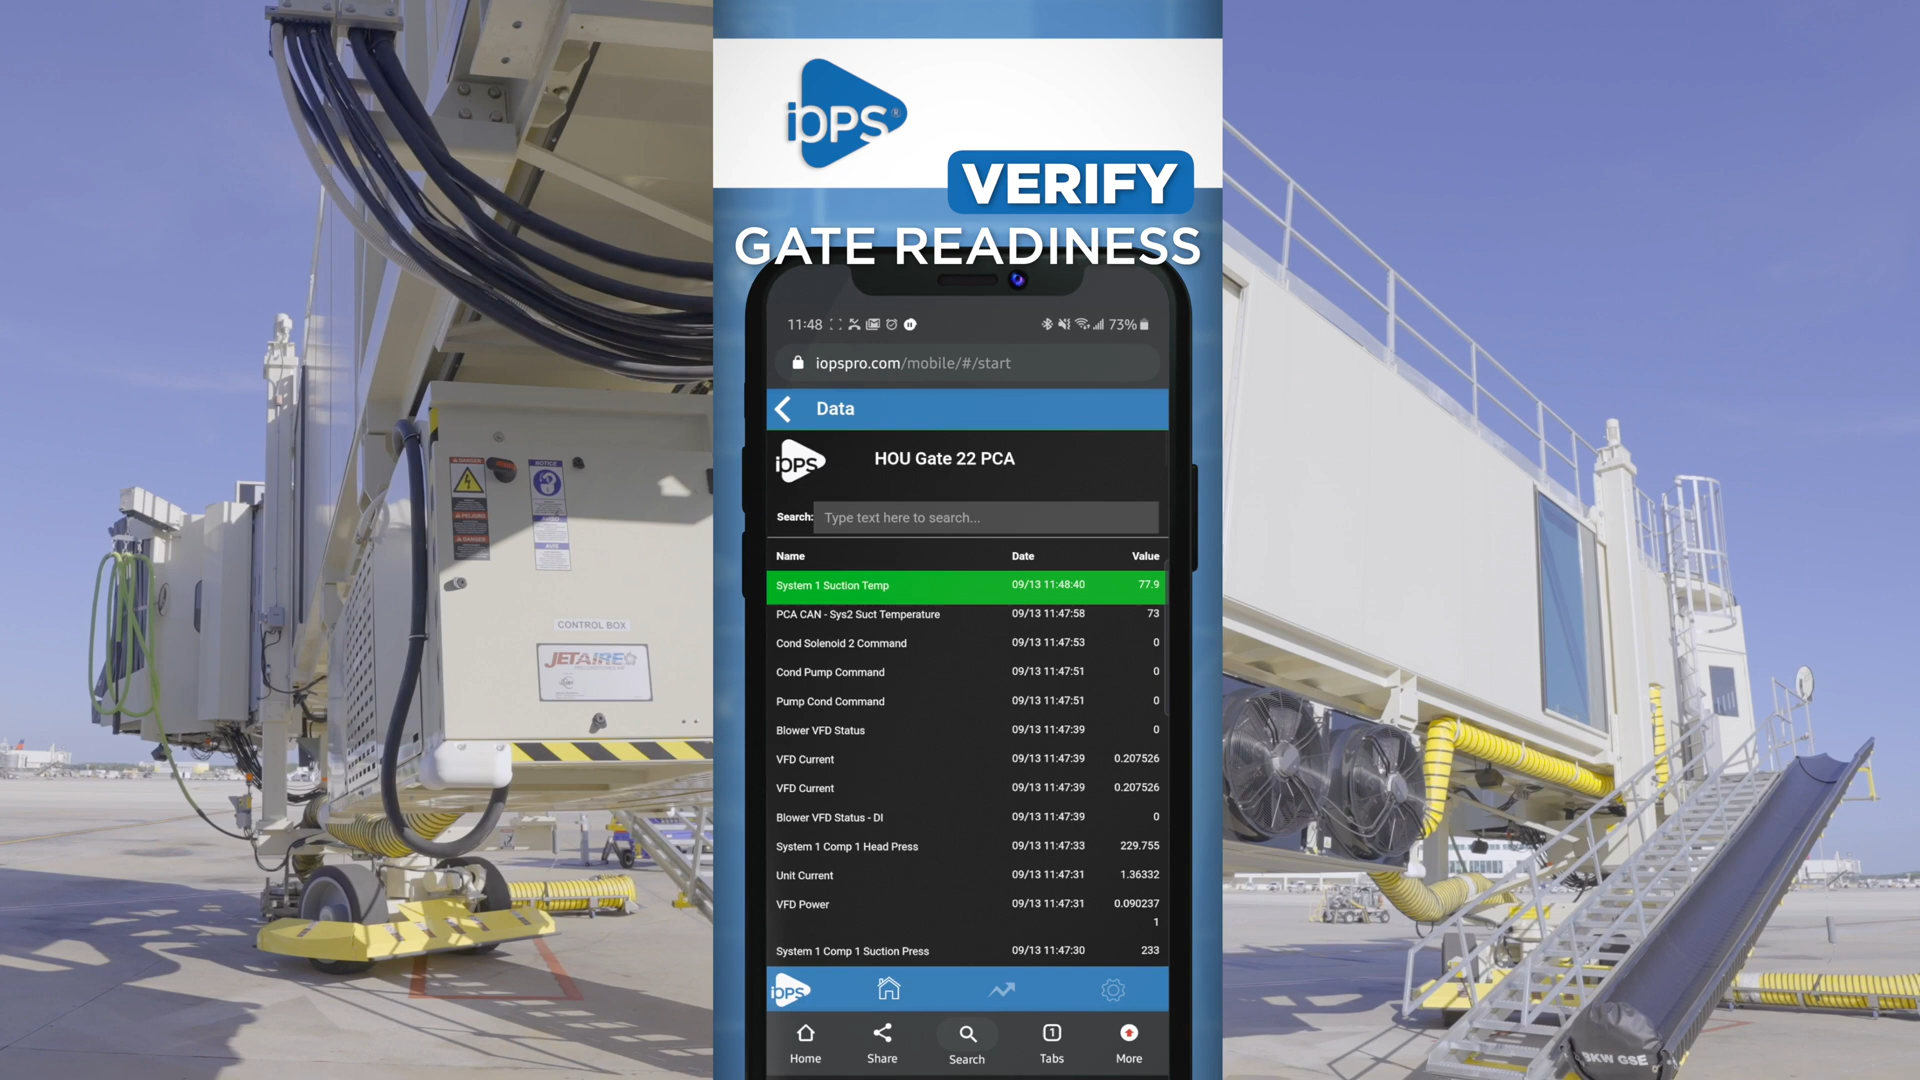 iOPS®
VERIFY
GATE READINESS
11:48
73%
iopspro.com/mobile/#/start
Data
iOPS
HOU Gate 22 PCA
Search: Type text here to search...
Name Date Value
System 1 Suction Temp 09/13 11:48:40 77.9
PCA CAN - Sys2 Suct Temperature 09/13 11:47:58 73
Cond Solenoid 2 Command 09/13 11:47:53 0
Cond Pump Command 09/13 11:47:51 0
Pump Cond Command 09/13 11:47:51 0
Blower VFD Status 09/13 11:47:39 0
VFD Current 09/13 11:47:39 0.207526
VFD Current 09/13 11:47:39 0.207526
Blower VFD Status - DI 09/13 11:47:39 0
System 1 Comp 1 Head Press 09/13 11:47:33 229.755
Unit Current 09/13 11:47:31 1.36332
VFD Power 09/13 11:47:31 0.090237
1
System 1 Comp 1 Suction Press 09/13 11:47:30 233
iOPS
Home Share Search 1 Tabs More
DANGER
PELIGRO
DANGER
NOTICE
AVISO
AVIS
CONTROL BOX
JETAIRE
BKW GSE